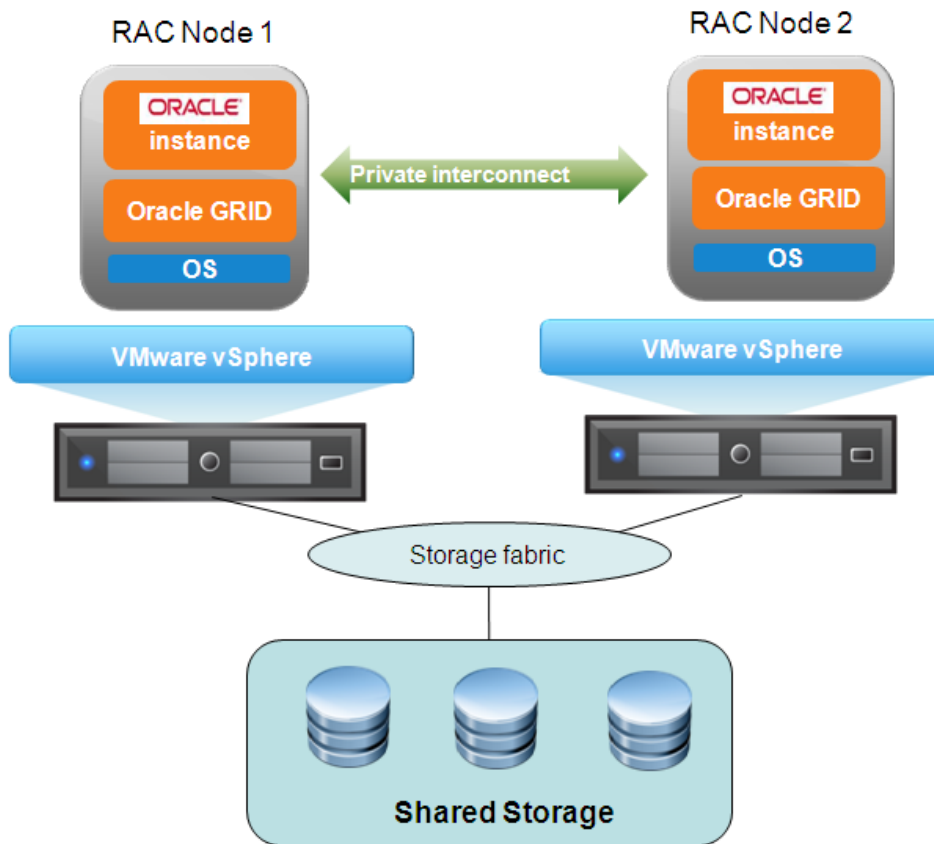 RAC Node 1
RAC Node 2
ORACLE®
instance
Oracle GRID
OS
Private interconnect
ORACLE®
instance
Oracle GRID
OS
VMware vSphere
VMware vSphere
Storage fabric
Shared Storage